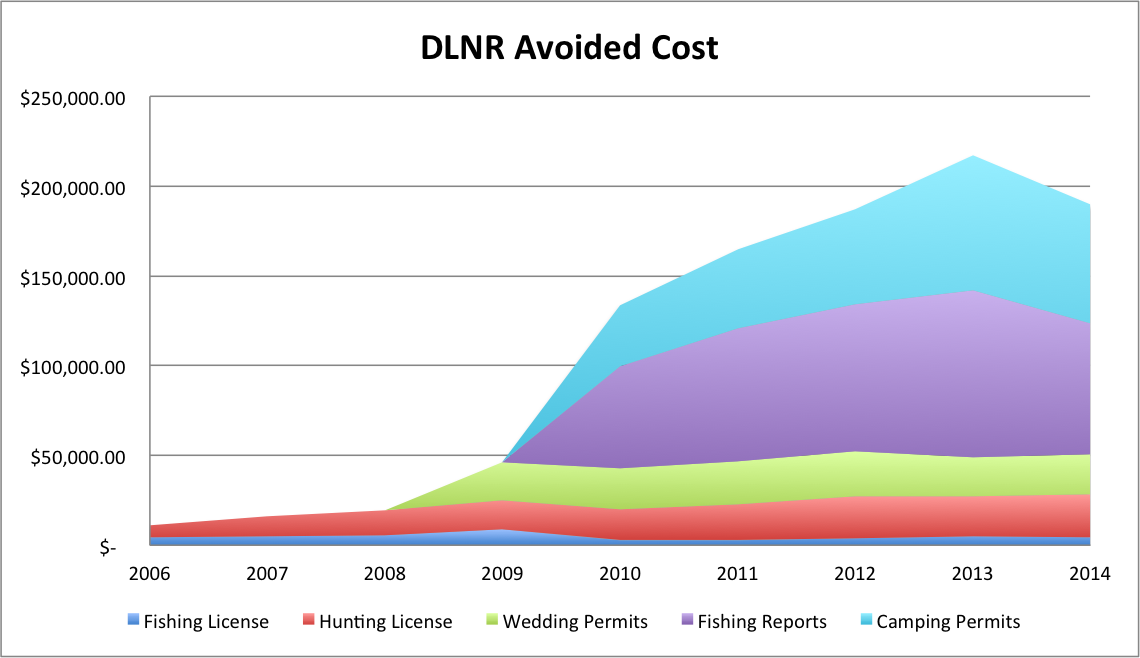 DLNR Avoided Cost
$250,000.00
$200,000.00
$150,000.00
$100,000.00
$50,000.00
$-
2006 2007 2008 2009 2010 2011 2012 2013 2014
Fishing License Hunting License Wedding Permits Fishing Reports Camping Permits